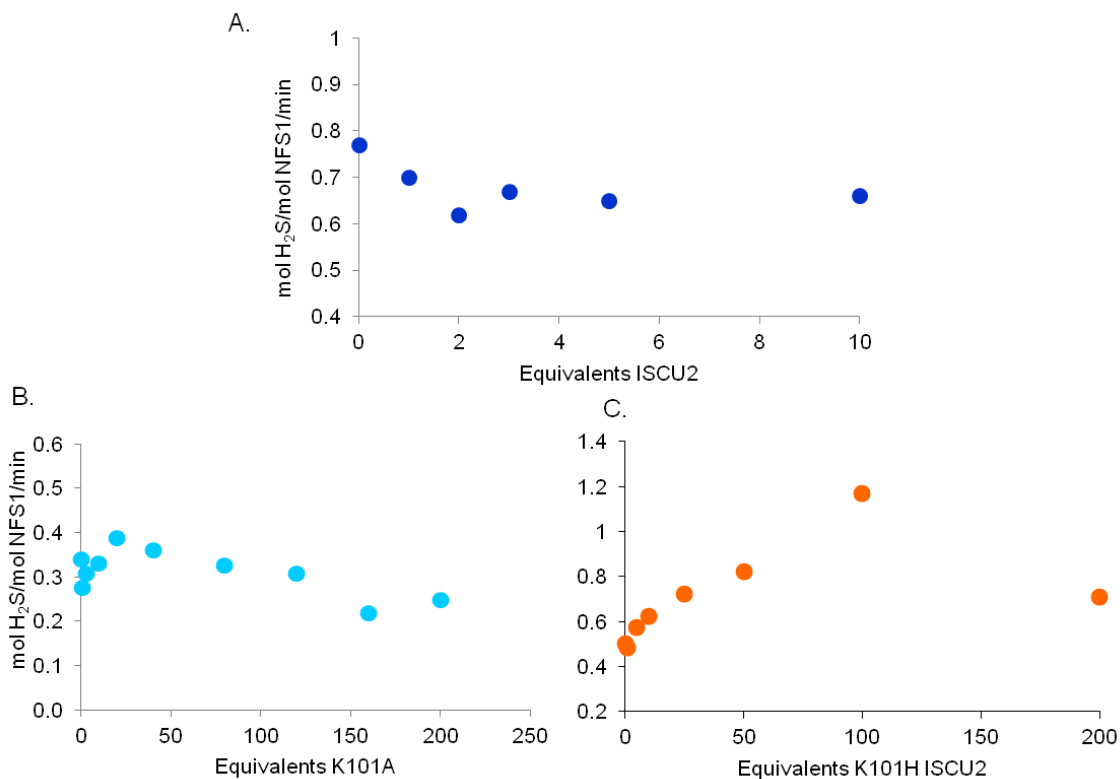 A.
1
0.9
0.8
0.7
0.6
0.5
0.4
mol H₂S/mol NFS1/min
0 2 4 6 8 10
Equivalents ISCU2
B.
0.6
0.5
0.4
0.3
0.2
0.1
0.0
mol H₂S/mol NFS1/min
0 50 100 150 200 250
Equivalents K101A
C.
1.4
1.2
1
0.8
0.6
0.4
0.2
0 50 100 150 200
Equivalents K101H ISCU2